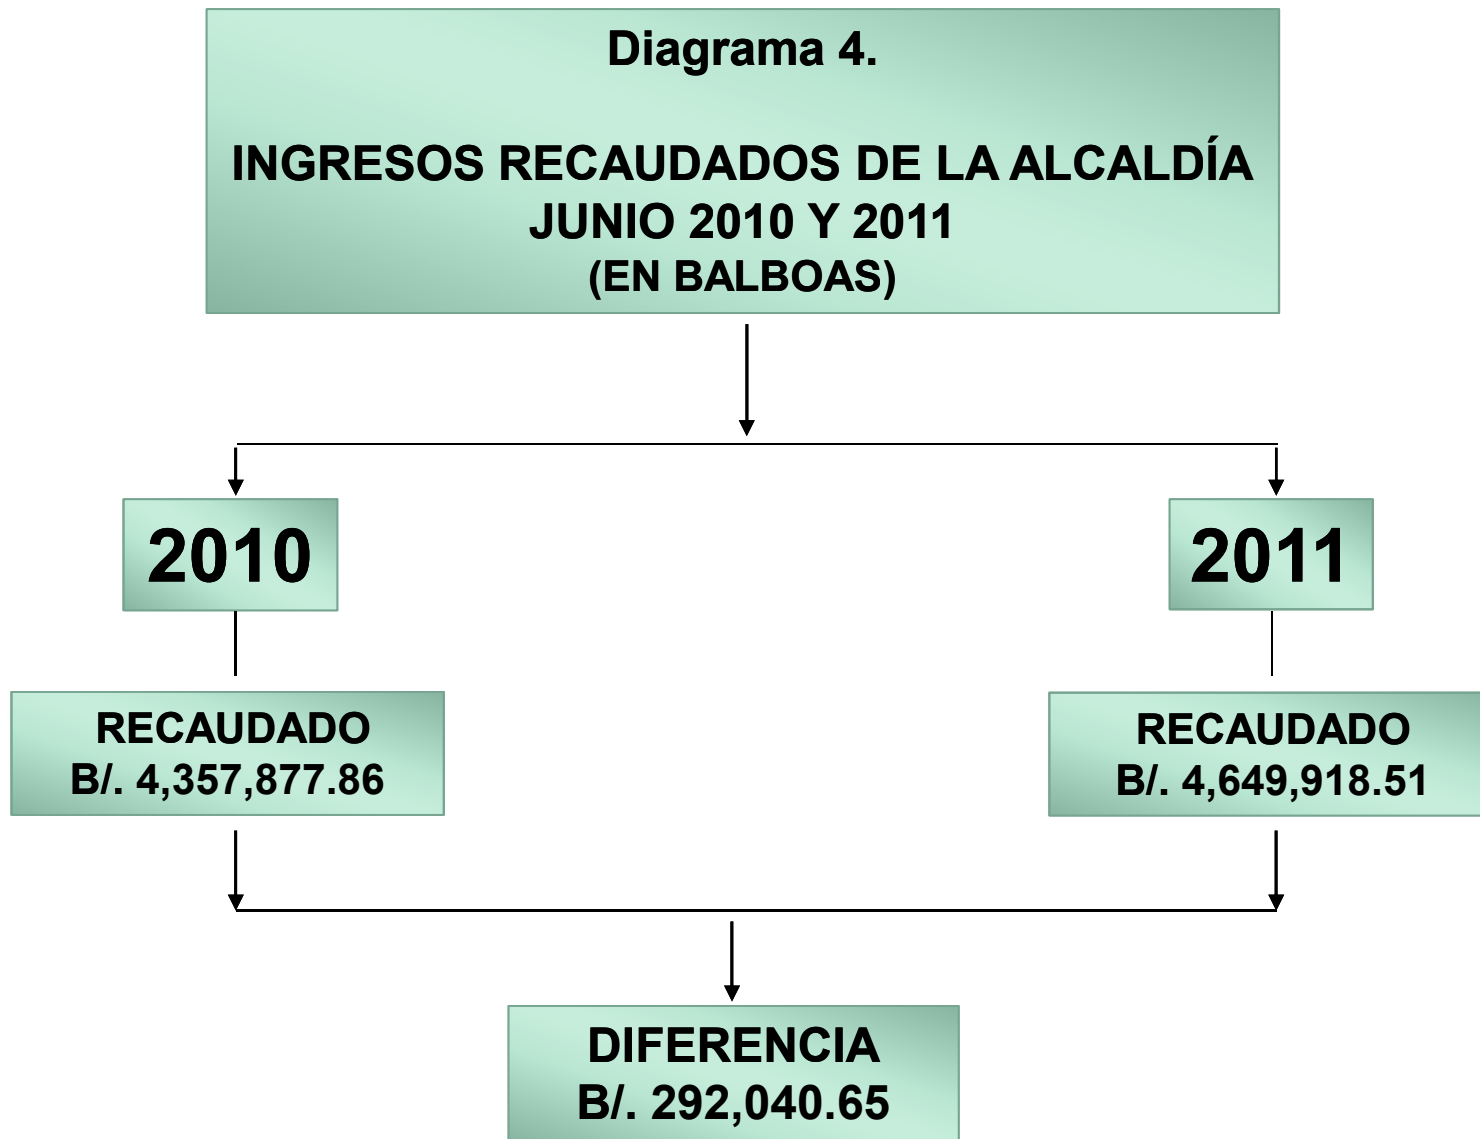 Diagrama 4.
INGRESOS RECAUDADOS DE LA ALCALDÍA
JUNIO 2010 Y 2011
(EN BALBOAS)
2010
2011
RECAUDADO
B/. 4,357,877.86
RECAUDADO
B/. 4,649,918.51
DIFERENCIA
B/. 292,040.65